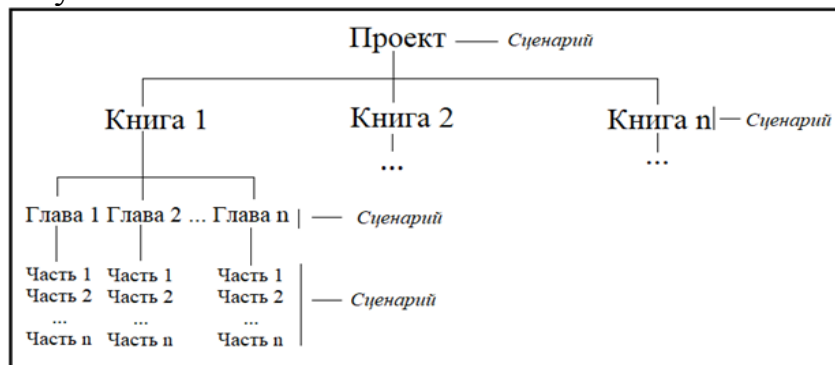 Проект — Сценарий
Книга 1 Книга 2 Книга n — Сценарий
... ...
Глава 1 Глава 2 ... Глава n — Сценарий
Часть 1 Часть 1 Часть 1
Часть 2 Часть 2 Часть 2 — Сценарий
... ... ...
Часть n Часть n Часть n